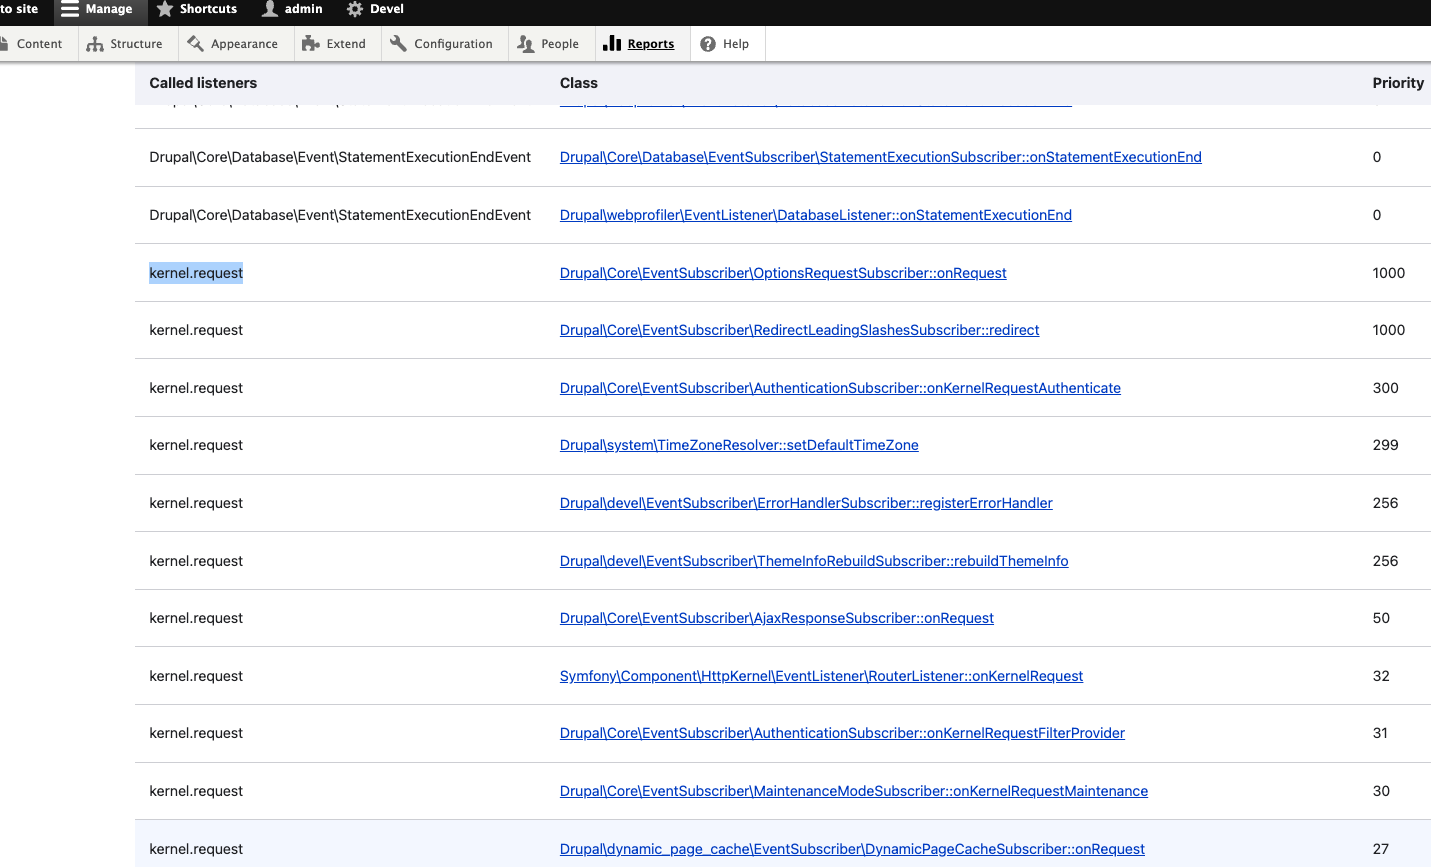 to site Manage Shortcuts admin Devel
Content Structure Appearance Extend Configuration People Reports Help
Called listeners Class Priority
Drupal\Core\Database\Event\StatementExecutionEndEvent Drupal\Core\Database\EventSubscriber\StatementExecutionSubscriber::onStatementExecutionEnd 0
Drupal\Core\Database\Event\StatementExecutionEndEvent Drupal\webprofiler\EventListener\DatabaseListener::onStatementExecutionEnd 0
kernel.request Drupal\Core\EventSubscriber\OptionsRequestSubscriber::onRequest 1000
kernel.request Drupal\Core\EventSubscriber\RedirectLeadingSlashesSubscriber::redirect 1000
kernel.request Drupal\Core\EventSubscriber\AuthenticationSubscriber::onKernelRequestAuthenticate 300
kernel.request Drupal\system\TimeZoneResolver::setDefaultTimeZone 299
kernel.request Drupal\devel\EventSubscriber\ErrorHandlerSubscriber::registerErrorHandler 256
kernel.request Drupal\devel\EventSubscriber\ThemeInfoRebuildSubscriber::rebuildThemeInfo 256
kernel.request Drupal\Core\EventSubscriber\AjaxResponseSubscriber::onRequest 50
kernel.request Symfony\Component\HttpKernel\EventListener\RouterListener::onKernelRequest 32
kernel.request Drupal\Core\EventSubscriber\AuthenticationSubscriber::onKernelRequestFilterProvider 31
kernel.request Drupal\Core\EventSubscriber\MaintenanceModeSubscriber::onKernelRequestMaintenance 30
kernel.request Drupal\dynamic_page_cache\EventSubscriber\DynamicPageCacheSubscriber::onRequest 27